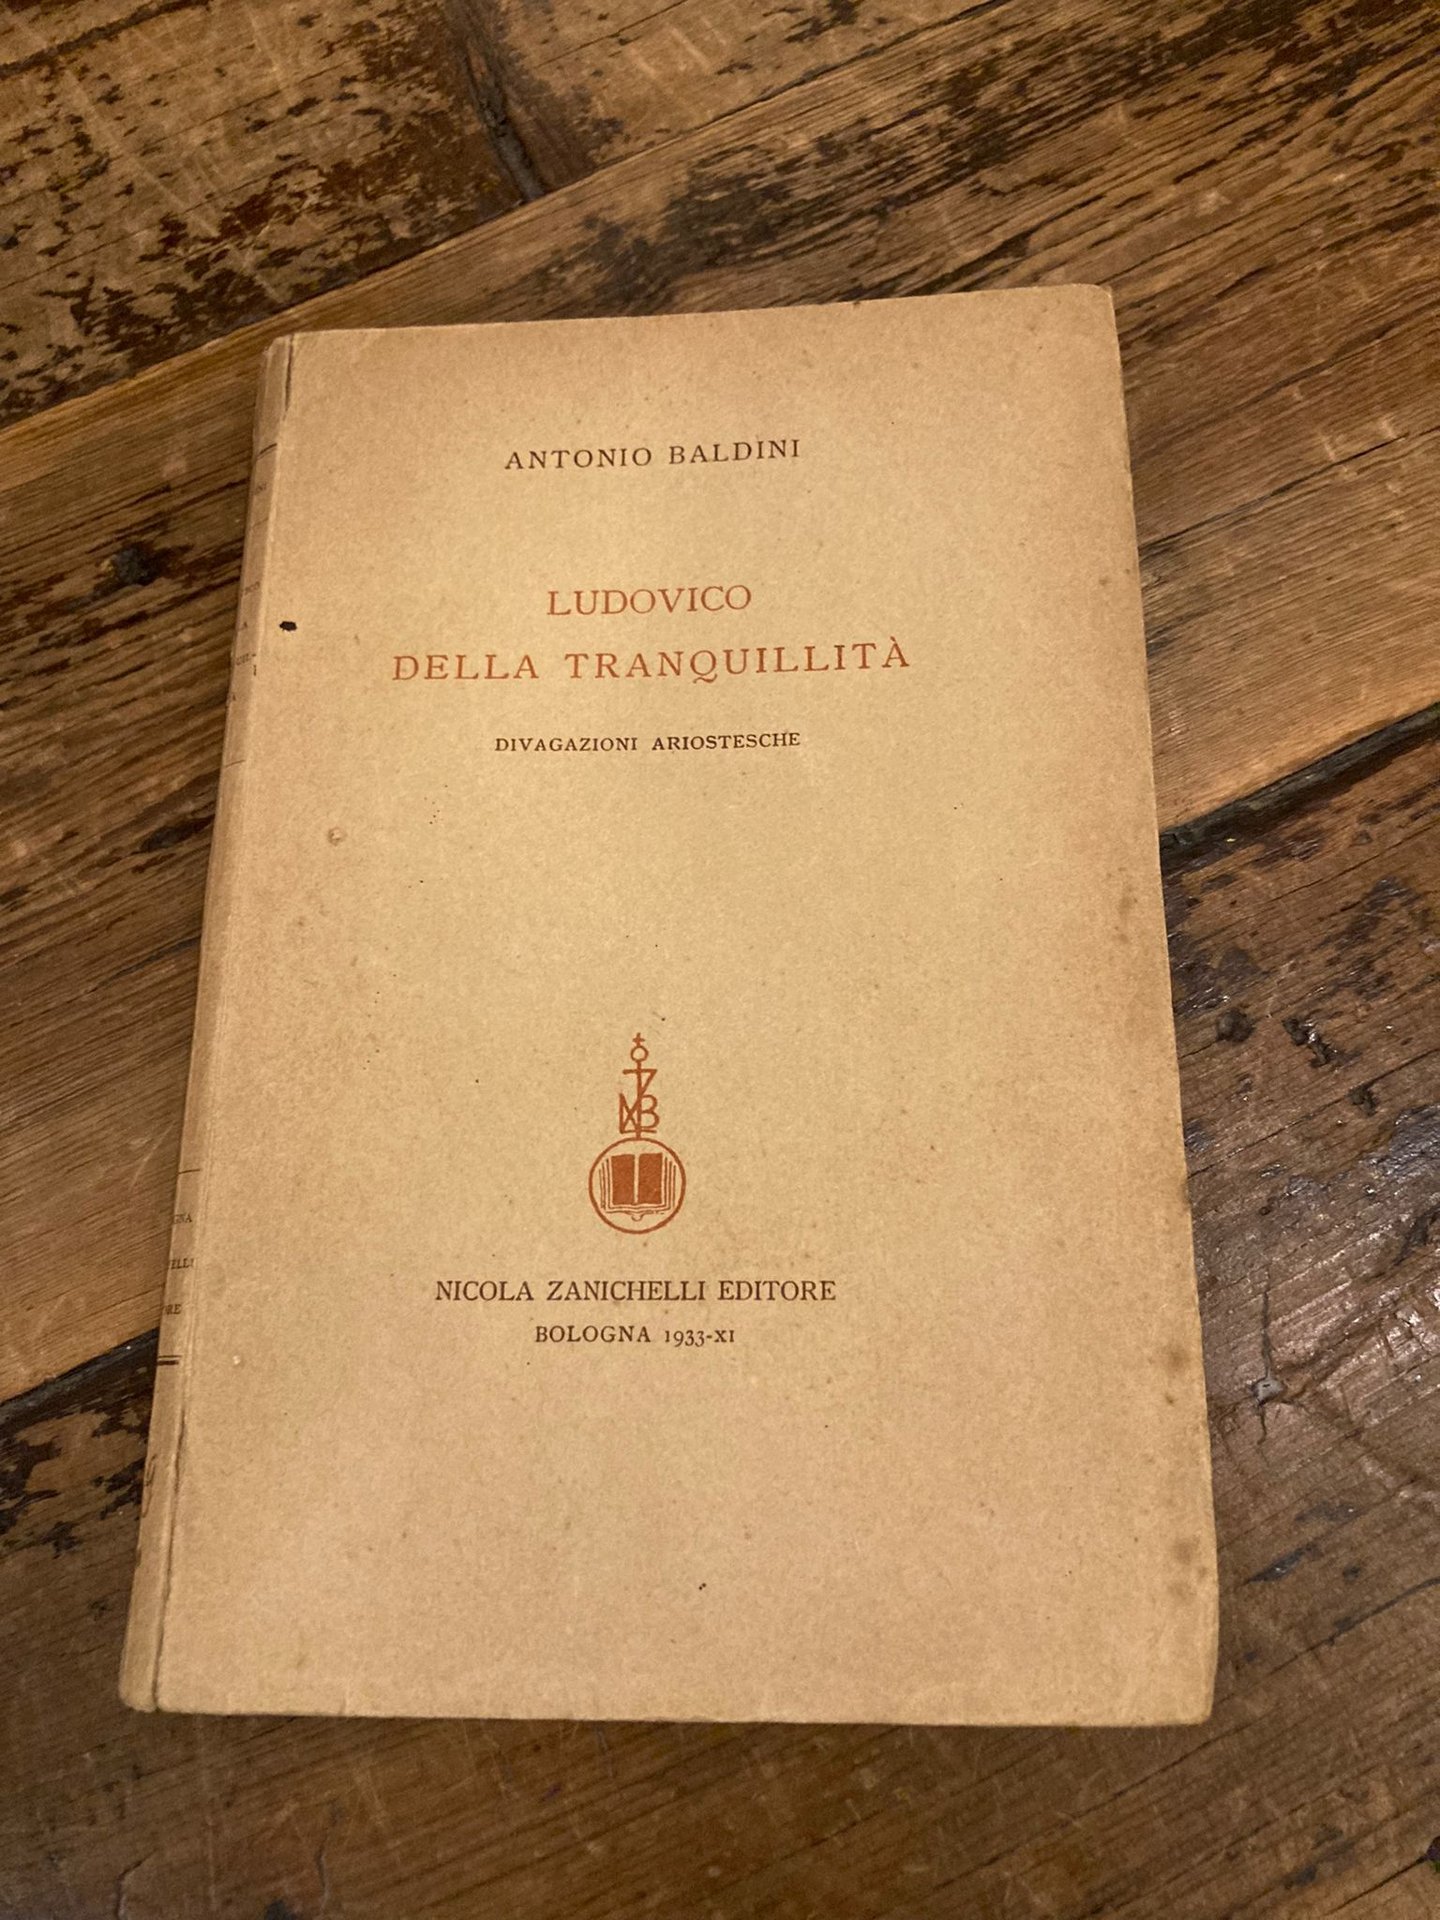 ANTONIO BALDINI
LUDOVICO
DELLA TRANQUILLITÀ
DIVAGAZIONI ARIOSTESCHE
NICOLA ZANICHELLI EDITORE
BOLOGNA 1933-XI